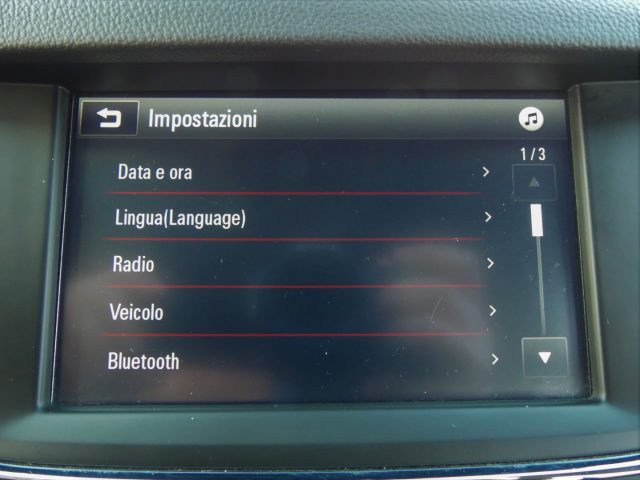 Impostazioni
1/3
Data e ora
Lingua(Language)
Radio
Veicolo
Bluetooth